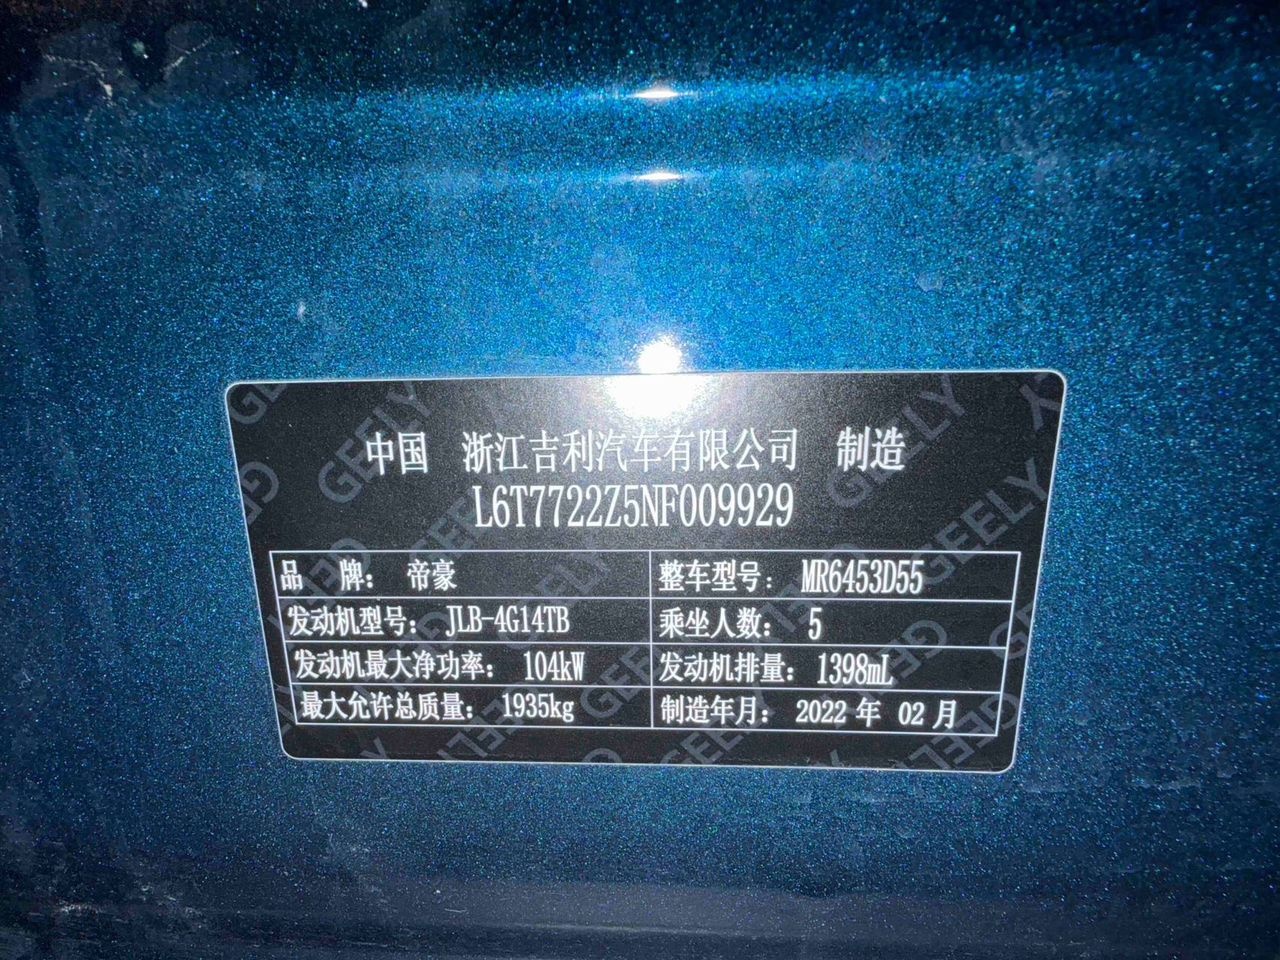 中国 浙江吉利汽车有限公司 制造
L6T7722Z5NF009929
品 牌： 帝豪 整车型号： MR6453D55
发动机型号： JLB-4G14TB 乘坐人数： 5
发动机最大净功率： 104kW 发动机排量： 1398mL
最大允许总质量： 1935kg 制造年月： 2022 年 02 月
GEELY